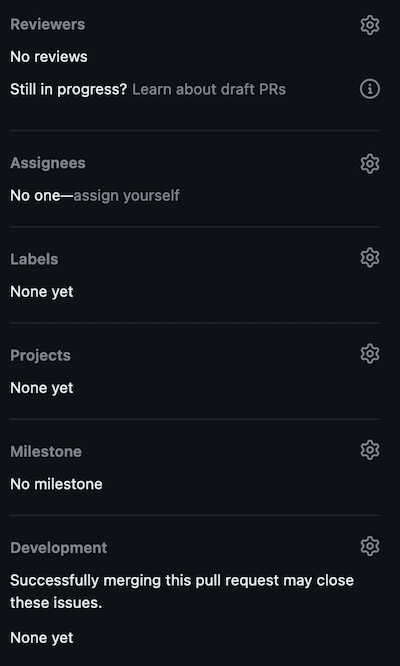 Reviewers
No reviews
Still in progress? Learn about draft PRs
Assignees
No one—assign yourself
Labels
None yet
Projects
None yet
Milestone
No milestone
Development
Successfully merging this pull request may close
these issues.
None yet